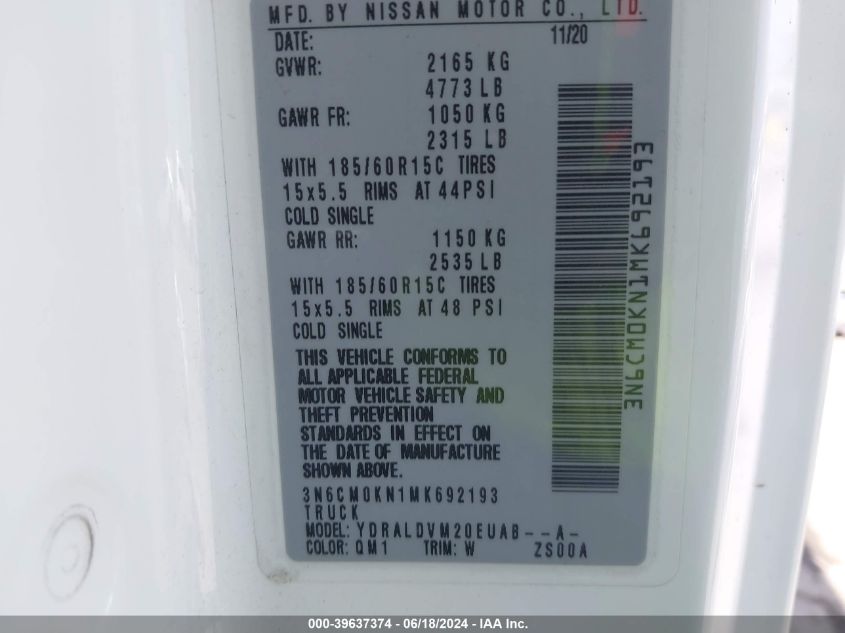 MFD. BY NISSAN MOTOR CO., LTD.
DATE: 11/20
GVWR: 2165 KG
4773 LB
GAWR FR: 1050 KG
2315 LB
WITH 185/60R15C TIRES
15x5.5 RIMS AT 44PSI
COLD SINGLE
GAWR RR: 1150 KG
2535 LB
WITH 185/60R15C TIRES
15x5.5 RIMS AT 48 PSI
COLD SINGLE
THIS VEHICLE CONFORMS TO
ALL APPLICABLE FEDERAL
MOTOR VEHICLE SAFETY AND
THEFT PREVENTION
STANDARDS IN EFFECT ON
THE DATE OF MANUFACTURE
SHOWN ABOVE.
3N6CM0KN1MK692193
TRUCK
MODEL: YDRALDVM20EUAB--A-
COLOR: QM1 TRIM: W ZS00A
3N6CM0KN1MK692193
000-39637374 - 06/18/2024 - IAA Inc.